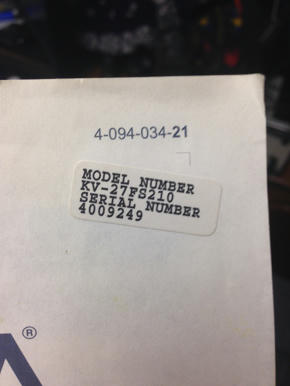 4-094-034-21
MODEL NUMBER
KV-27FS210
SERIAL NUMBER
4009249
A®